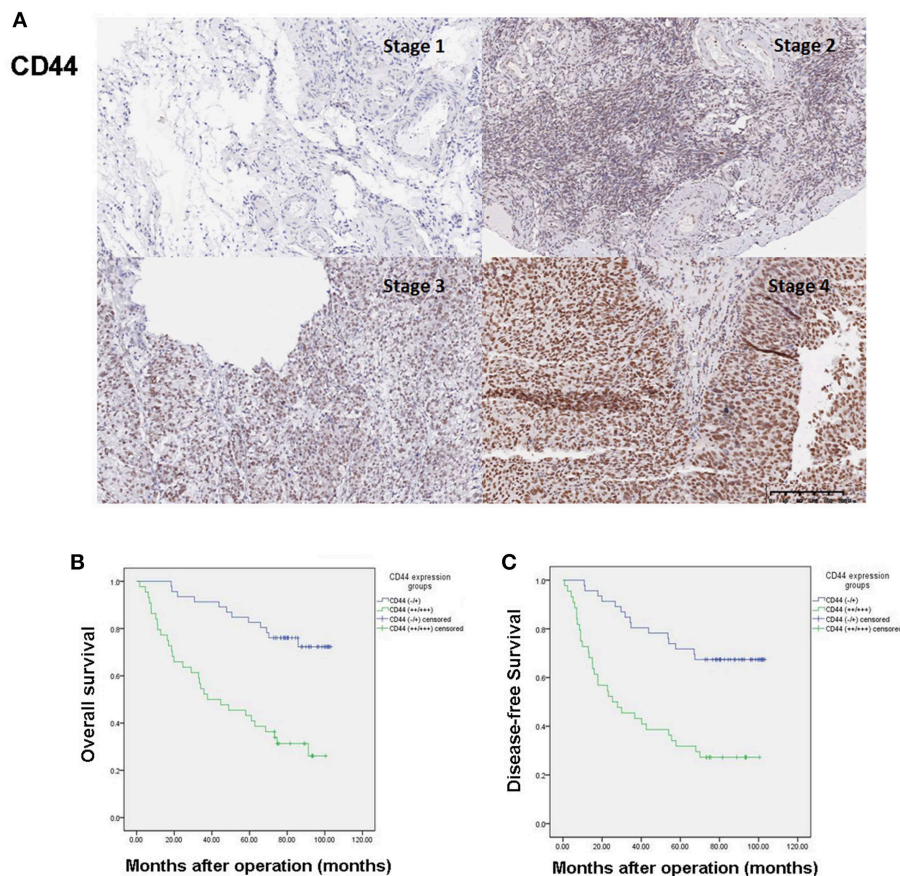 A
CD44
Stage 1
Stage 2
Stage 3
Stage 4
B
Overall survival
1.0
0.8
0.6
0.4
0.2
0.0
0.00
20.00
40.00
60.00
80.00
100.00
120.00
Months after operation (months)
CD44 expression
groups
CD44 (-/+)
CD44 (++/+++)
CD44 (-/+) censored
CD44 (++/+++) censored
C
Disease-free Survival
1.0
0.8
0.6
0.4
0.2
0.0
0.00
20.00
40.00
60.00
80.00
100.00
120.00
Months after operation (months)
CD44 expression
groups
CD44 (-/+)
CD44 (++/+++)
CD44 (-/+) censored
CD44 (++/+++) censored